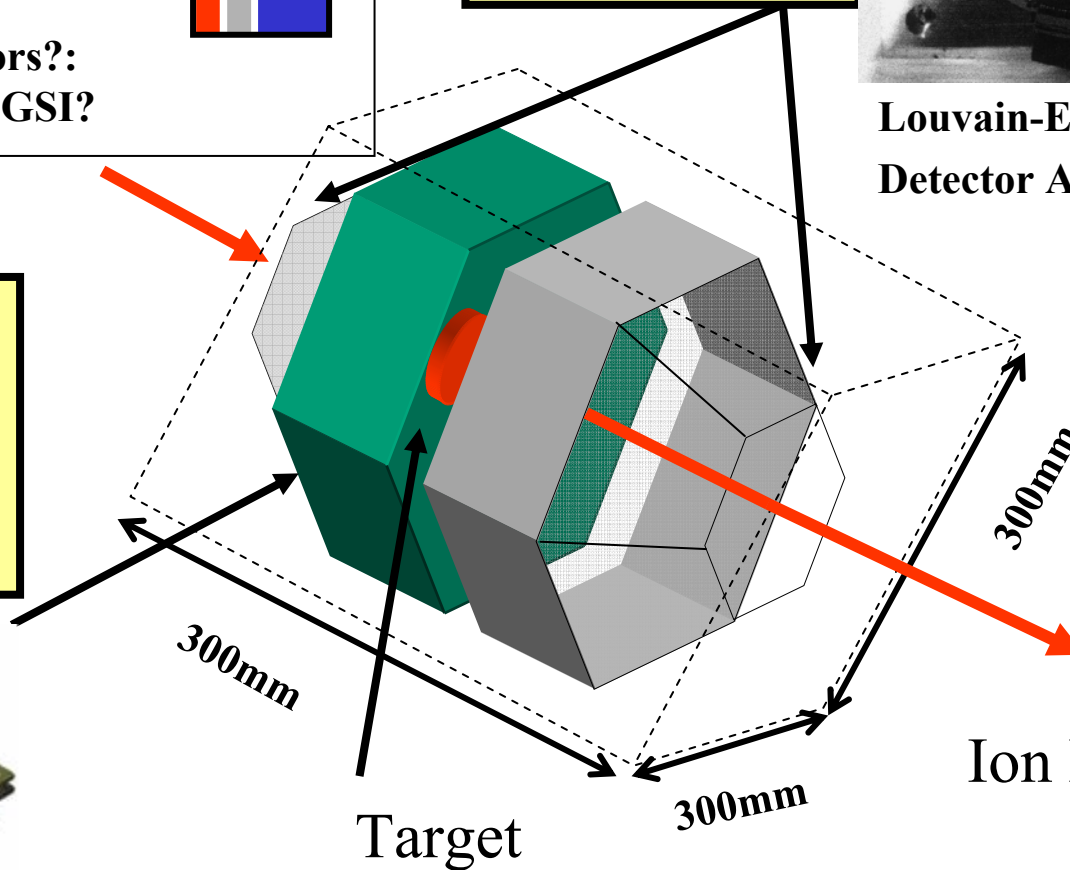 ors?:
GSI?
Louvain-E
Detector A
300mm
300mm
300mm
Ion
Target